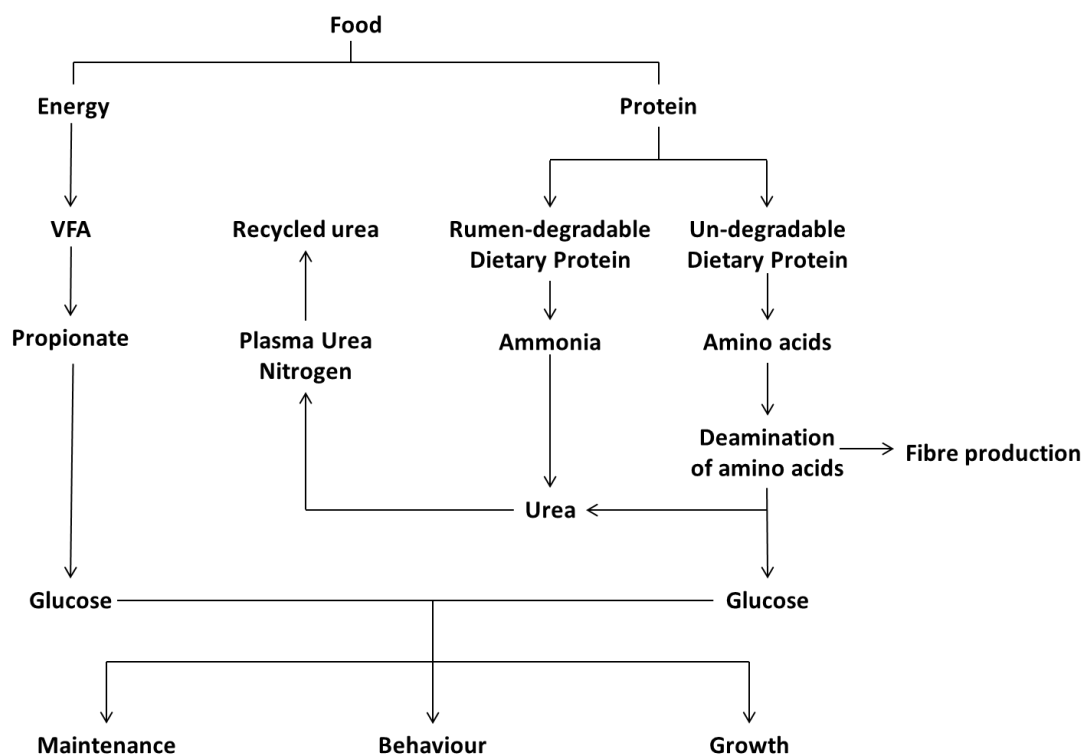 Food
Energy
Protein
VFA
Recycled urea
Rumen-degradable
Dietary Protein
Un-degradable
Dietary Protein
Propionate
Plasma Urea
Nitrogen
Ammonia
Amino acids
Deamination
of amino acids
Fibre production
Urea
Glucose
Glucose
Maintenance
Behaviour
Growth